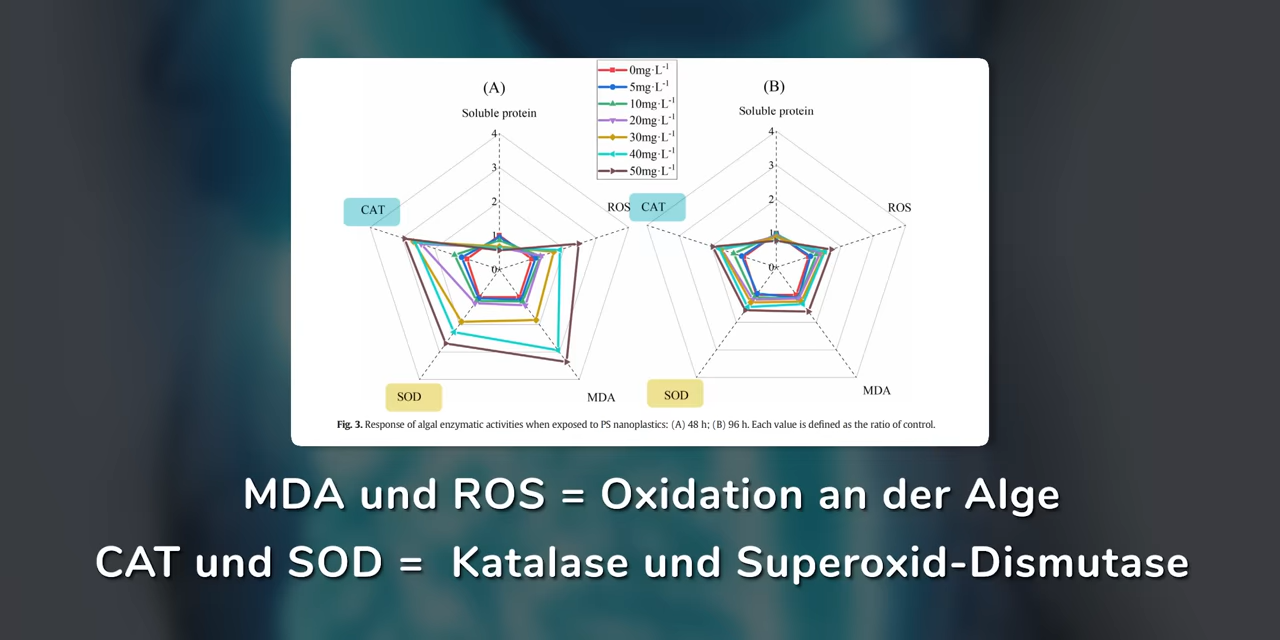 (A)
Soluble protein
4
3
2
1
0
CAT
ROS
SOD
MDA
0mg·L-1
5mg·L-1
10mg·L-1
20mg·L-1
30mg·L-1
40mg·L-1
50mg·L-1
(B)
Soluble protein
4
3
2
1
0
CAT
ROS
SOD
MDA
Fig. 3. Response of algal enzymatic activities when exposed to PS nanoplastics: (A) 48 h; (B) 96 h. Each value is defined as the ratio of control.
MDA und ROS = Oxidation an der Alge
CAT und SOD = Katalase und Superoxid-Dismutase